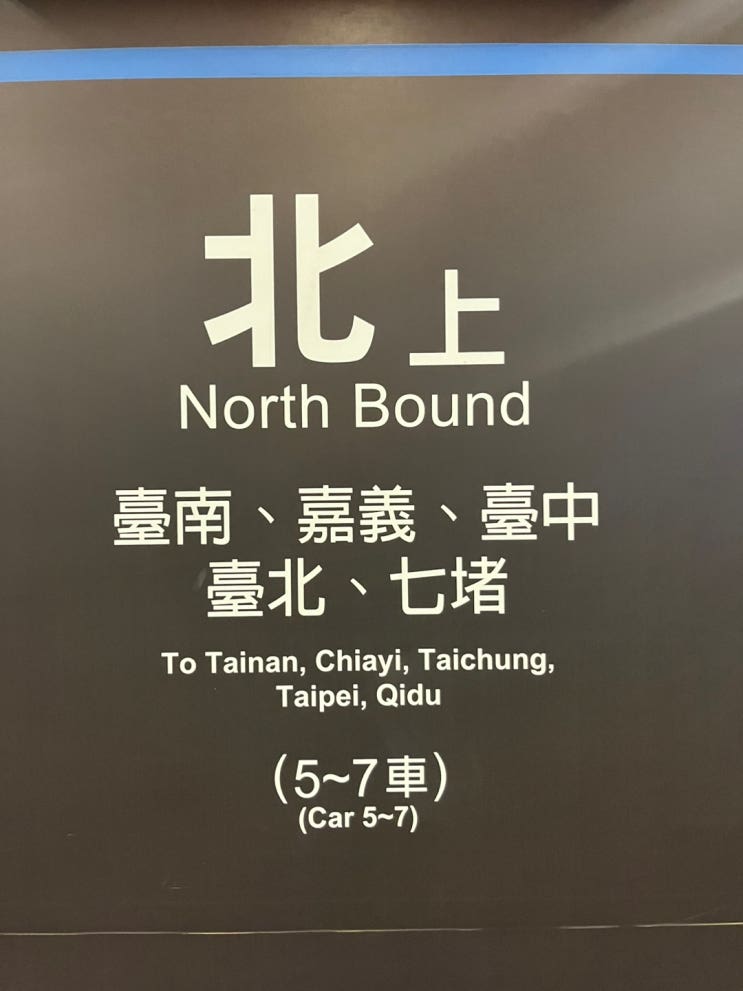 北上
North Bound
臺南、嘉義、臺中
臺北、七堵
To Tainan, Chiayi, Taichung,
Taipei, Qidu
(5~7車)
(Car 5~7)